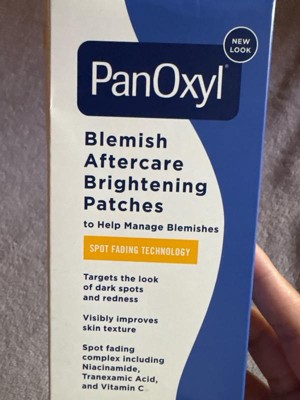 NEW
LOOK
PanOxyl®
Blemish
Aftercare
Brightening
Patches
to Help Manage Blemishes
SPOT FADING TECHNOLOGY
Targets the look
of dark spots
and redness
Visibly improves
skin texture
Spot fading
complex including
Niacinamide,
Tranexamic Acid,
and Vitamin C